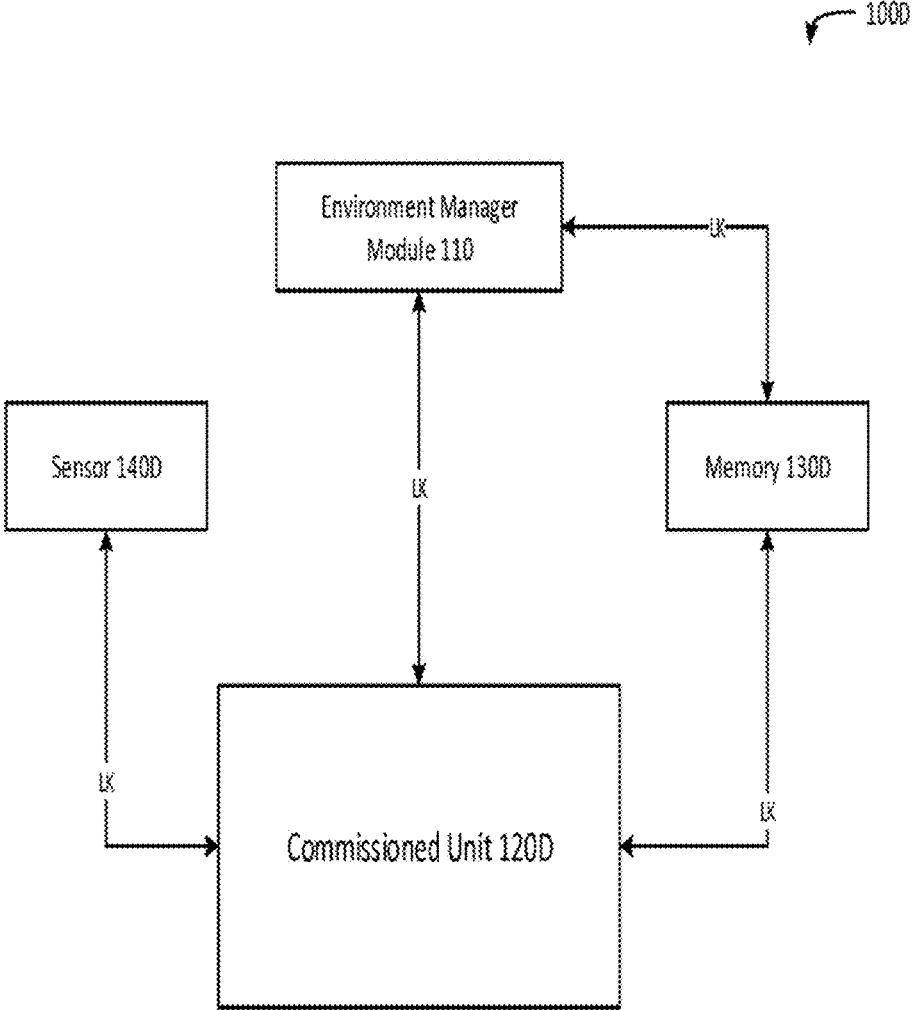 100D
Environment Manager
Module 110
LK
Sensor 140D
Memory 130D
LK
LK
LK
Commissioned Unit 120D